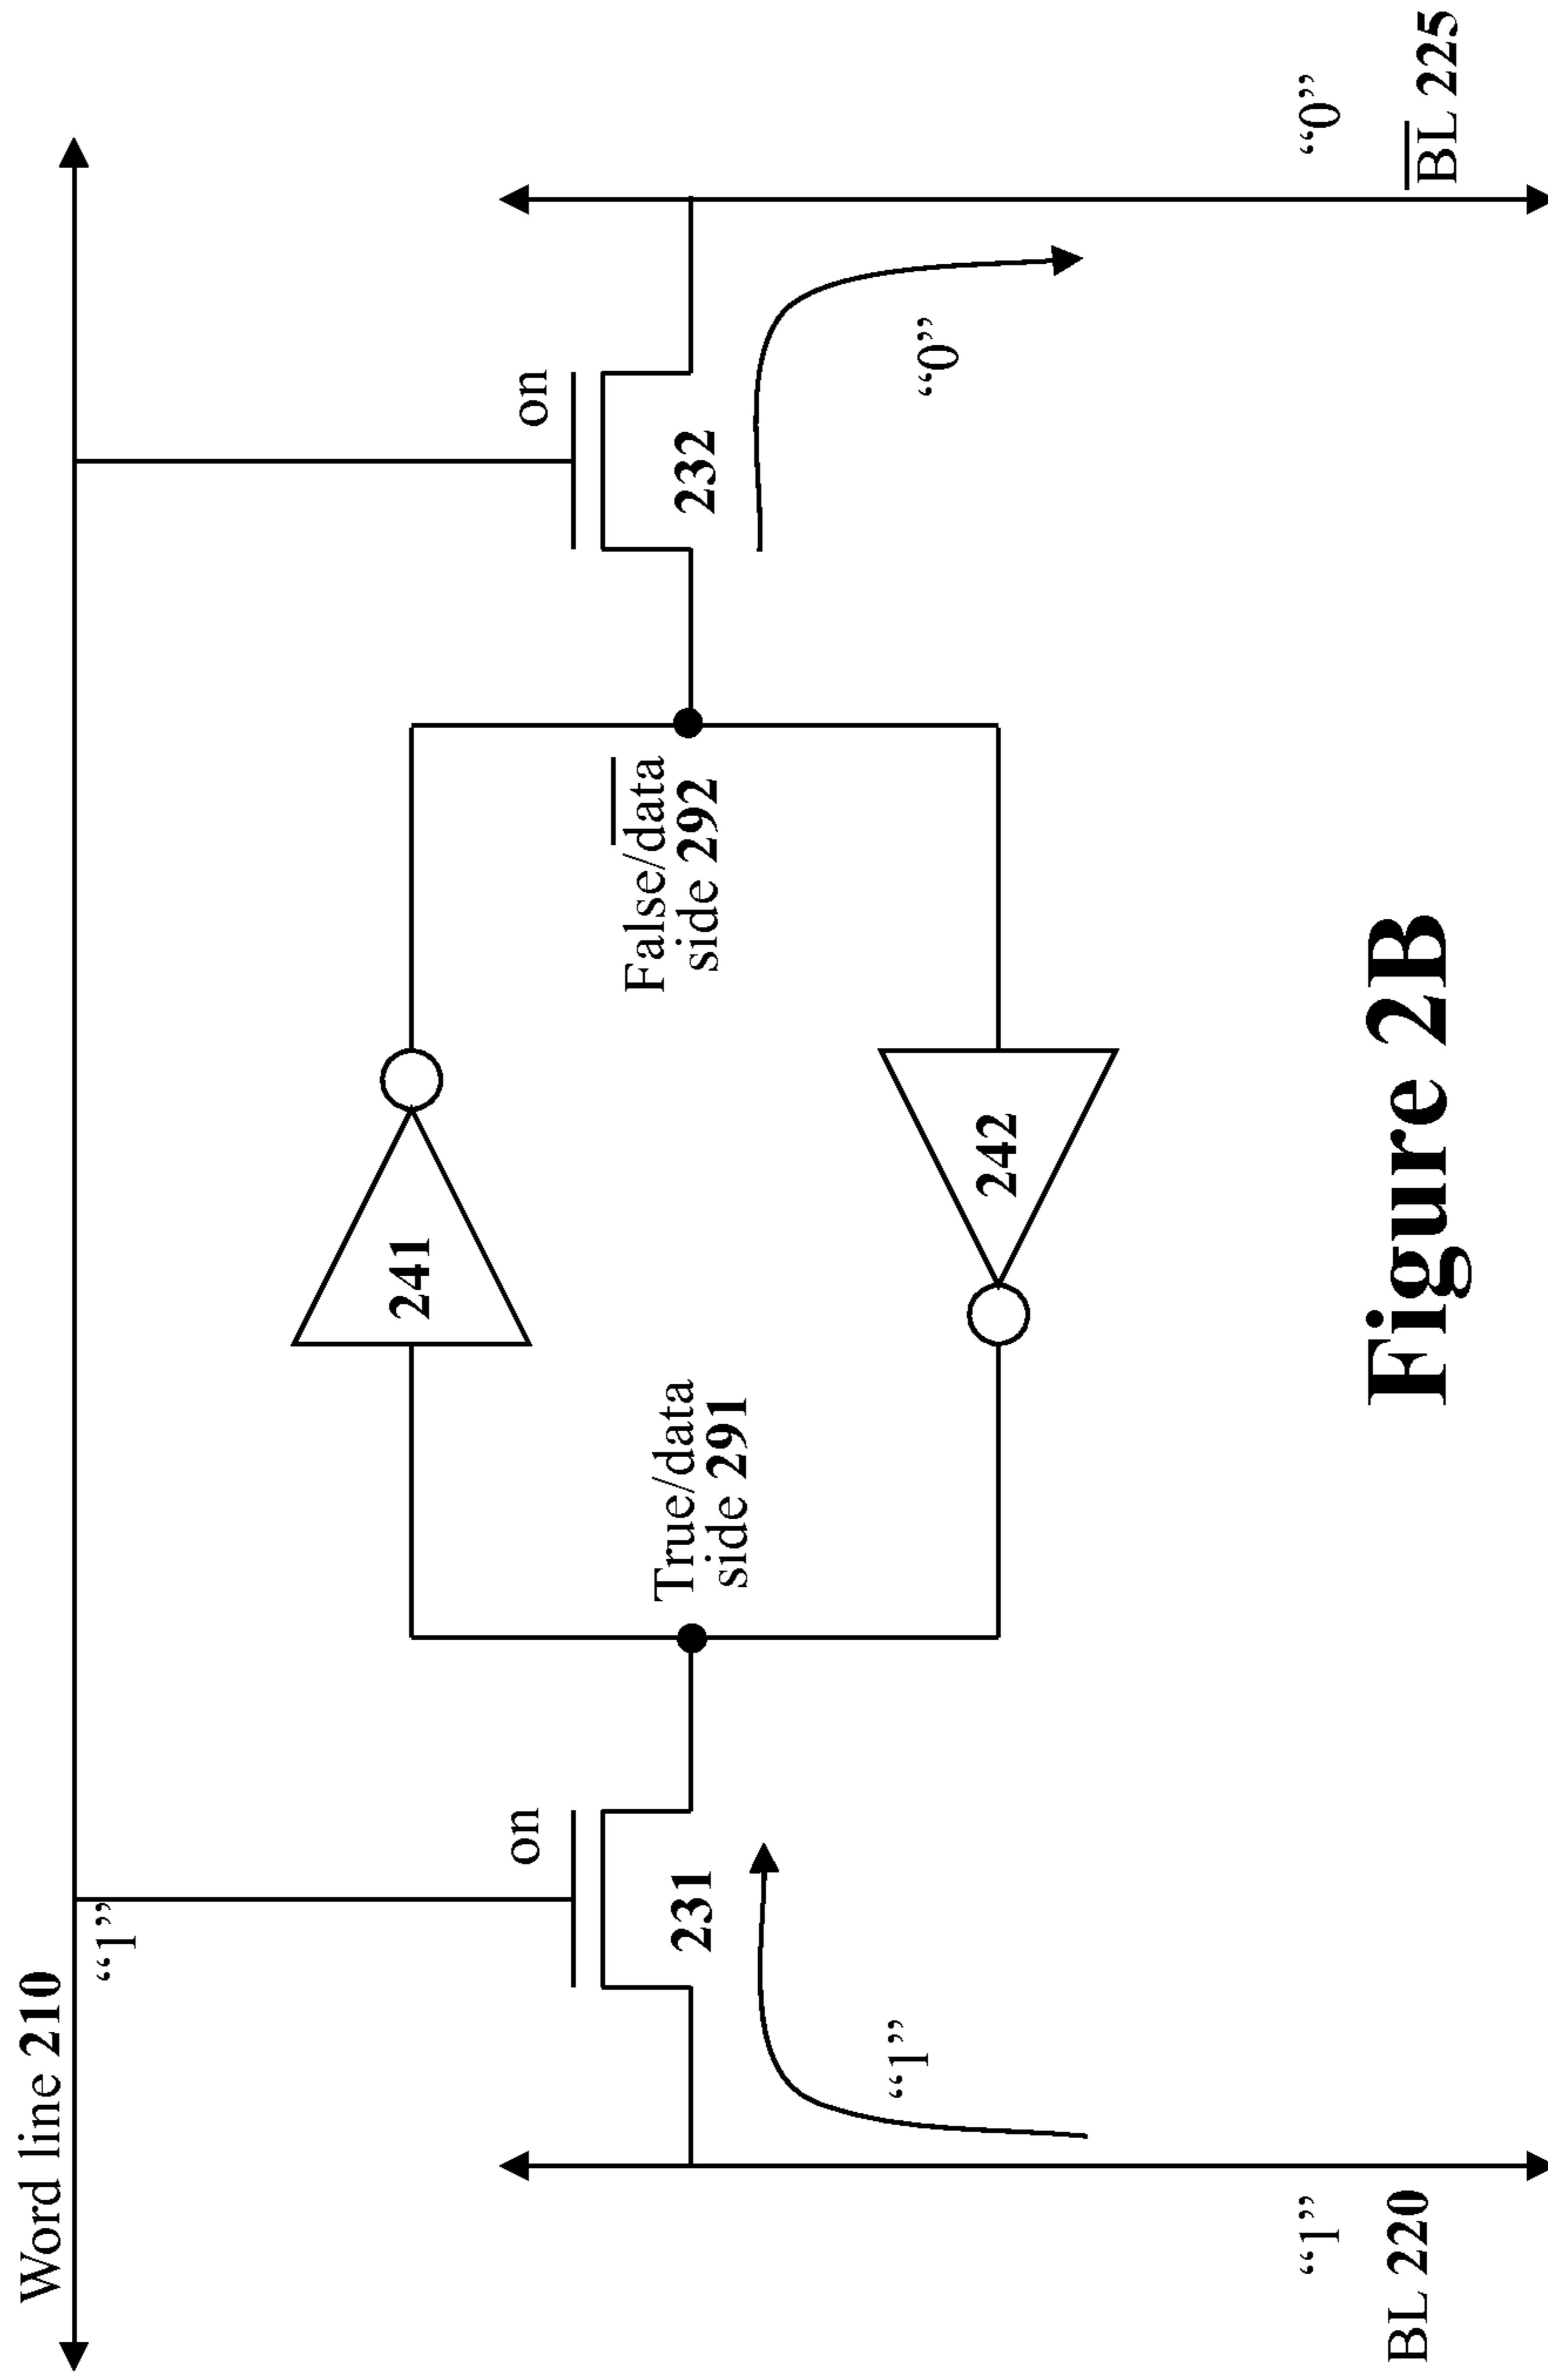 Word line 210
“1”
on
on
241
231
232
True/data
side 291
False/data
side 292
“1”
“0”
242
“1”
“0”
BL 220
BL 225
Figure 2B